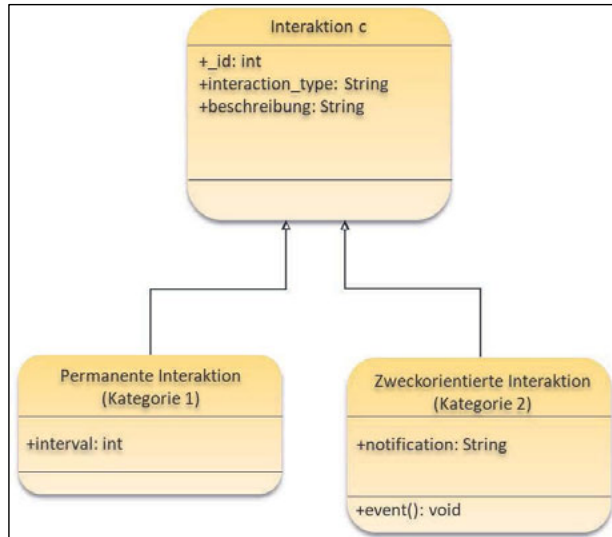 Interaktion c
+_id: int
+interaction_type: String
+beschreibung: String
Permanente Interaktion
(Kategorie 1)
+interval: int
Zweckorientierte Interaktion
(Kategorie 2)
+notification: String
+event(): void